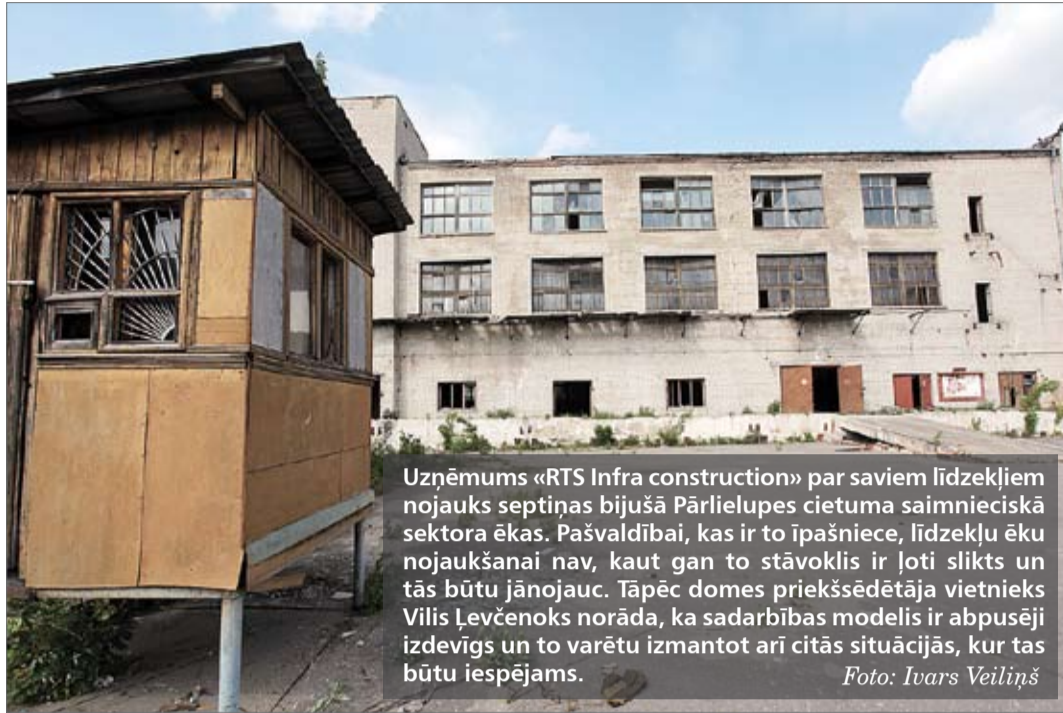 Uzņēmums «RTS Infra construction» par saviem līdzekļiem
nojauks septiņas bijušā Pārlielupes cietuma saimnieciskā
sektora ēkas. Pašvaldībai, kas ir to īpašniece, līdzekļu ēku
nojaukšanai nav, kaut gan to stāvoklis ir ļoti slikts un
tās būtu jānojauc. Tāpēc domes priekšsēdētāja vietnieks
Vilis Ļevčenoks norāda, ka sadarbības modelis ir abpusēji
izdevīgs un to varētu izmantot arī citās situācijās, kur tas
būtu iespējams. Foto: Ivars Veiliņš